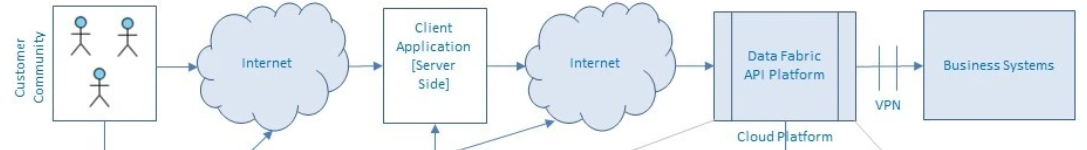 Customer
Community
Internet
Client
Application
[Server
Side]
Internet
Data Fabric
API Platform
VPN
Business Systems
Cloud Platform